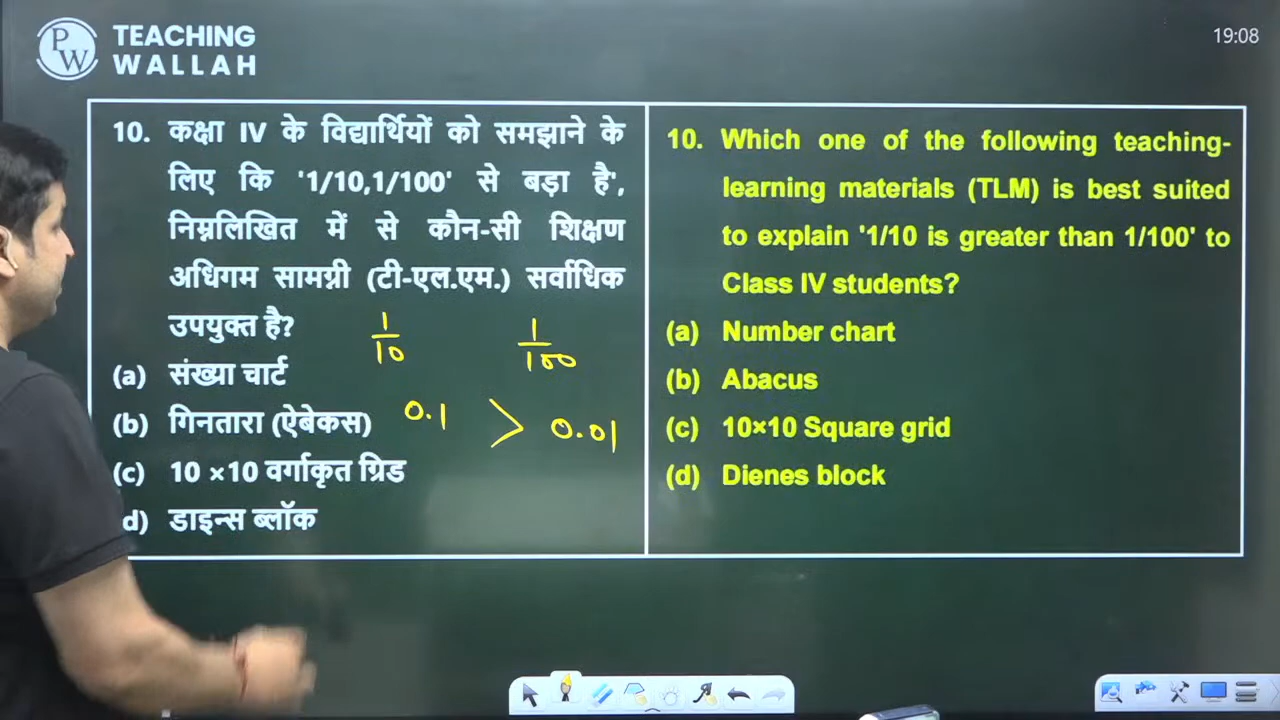 TEACHING
WALLAH
PW
19:08
10. कक्षा IV के विद्यार्थियों को समझाने के
लिए कि '1/10,1/100' से बड़ा है',
निम्नलिखित में से कौन-सी शिक्षण
अधिगम सामग्री (टी-एल.एम.) सर्वाधिक
उपयुक्त है?
1/10 1/100
(a) संख्या चार्ट
(b) गिनतारा (ऐबेकस)
0.1 > 0.01
(c) 10 ×10 वर्गाकृत ग्रिड
d) डाइन्स ब्लॉक
10. Which one of the following teaching-
learning materials (TLM) is best suited
to explain '1/10 is greater than 1/100' to
Class IV students?
(a) Number chart
(b) Abacus
(c) 10×10 Square grid
(d) Dienes block